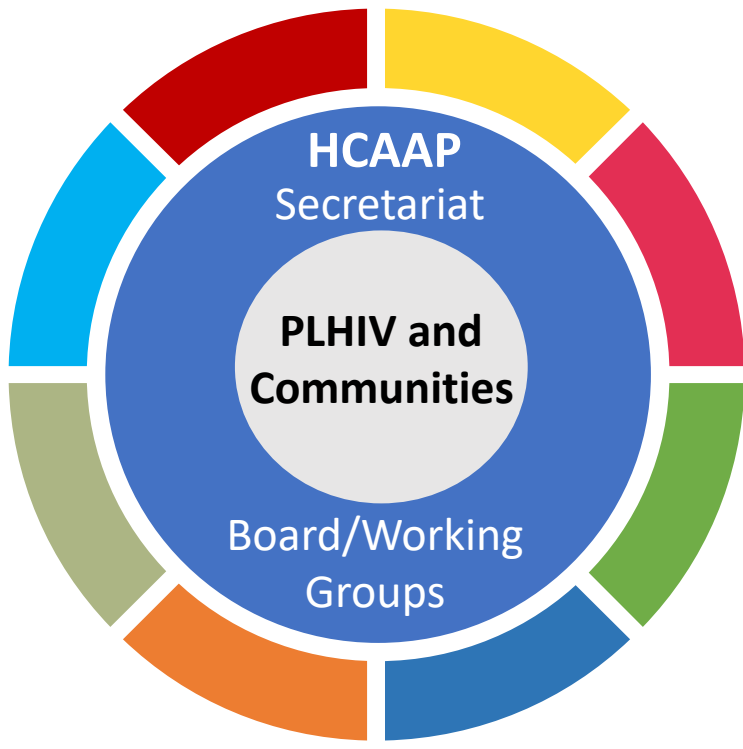 HCAAP
Secretariat
PLHIV and
Communities
Board/Working
Groups